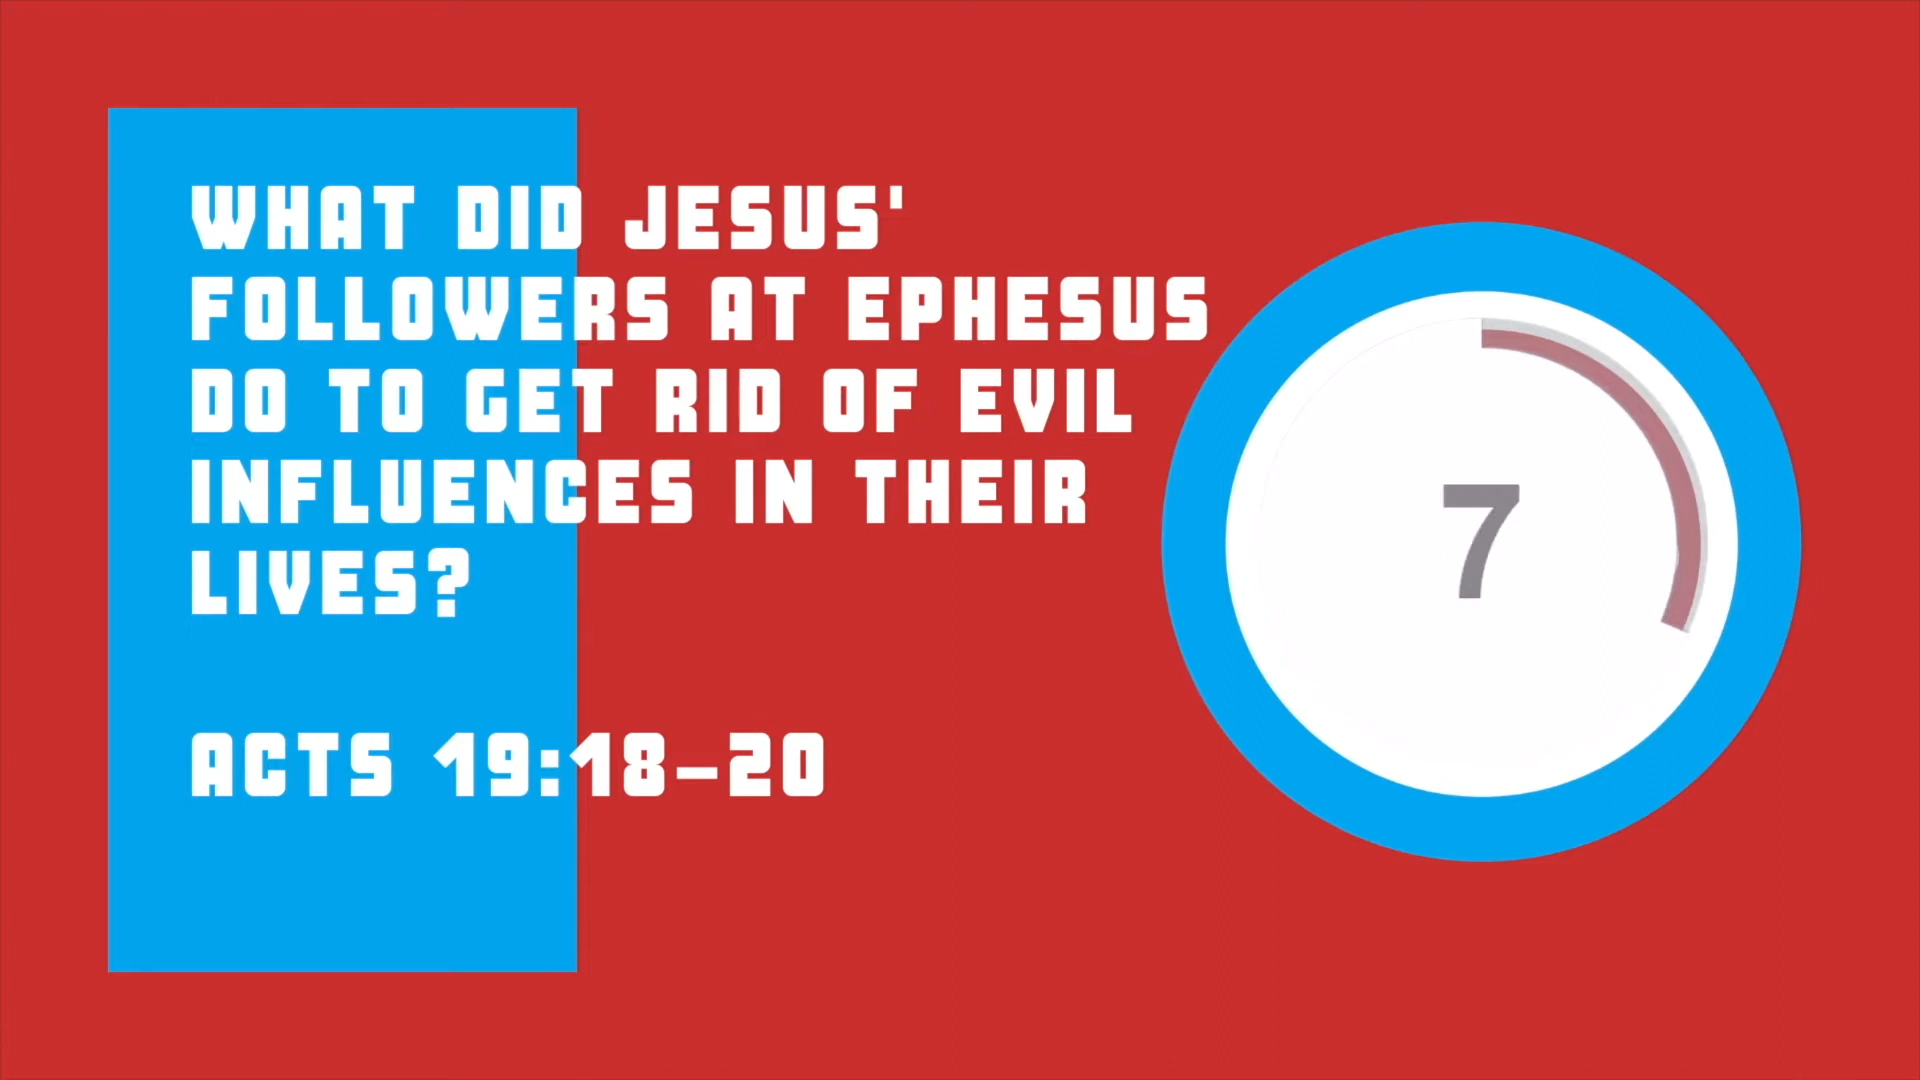 WHAT DID JESUS'
FOLLOWERS AT EPHESUS
DO TO GET RID OF EVIL
INFLUENCES IN THEIR
LIVES?
ACTS 19:18-20
7